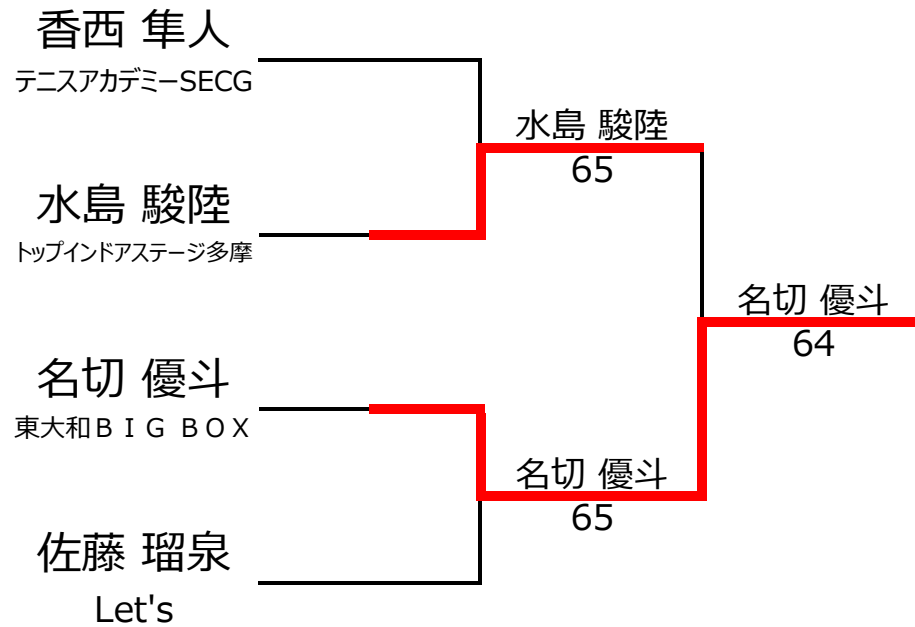 香西 隼人
テニスアカデミーSECG
水島 駿陸
65
水島 駿陸
トップインドアステージ多摩
名切 優斗
64
名切 優斗
東大和ＢＩＧ ＢＯＸ
名切 優斗
65
佐藤 瑠泉
Let's